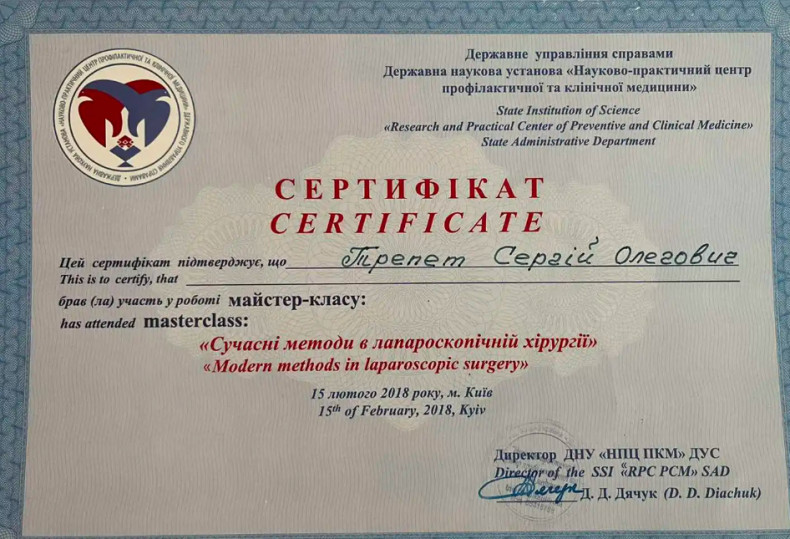 Державне управління справами
Державна наукова установа «Науково-практичний центр
профілактичної та клінічної медицини»
State Institution of Science
«Research and Practical Center of Preventive and Clinical Medicine»
State Administrative Department
СЕРТИФІКАТ
CERTIFICATE
Цей сертифікат підтверджує, що Трепет Сергій Олегович
This is to certify, that
брав (ла) участь у роботі майстер-класу:
has attended masterclass:
«Сучасні методи в лапароскопічній хірургії»
«Modern methods in laparoscopic surgery»
15 лютого 2018 року, м. Київ
15th of February, 2018, Kyiv
Директор ДНУ «НПЦ ПКМ» ДУС
Director of the SSI «RPC PCM» SAD
Д. Д. Дячук (D. D. Diachuk)